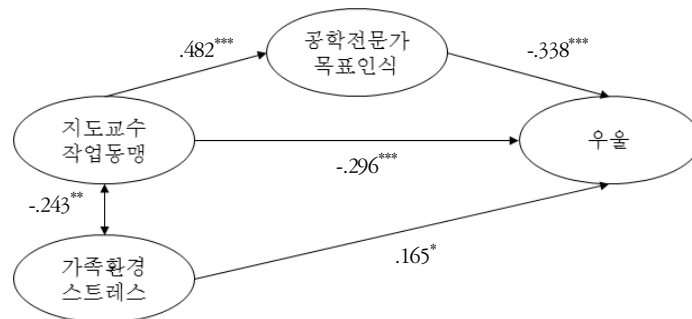 .482***
공학전문가
목표인식
-.338***
지도교수
작업동맹
-.296***
우울
-.243**
.165*
가족환경
스트레스